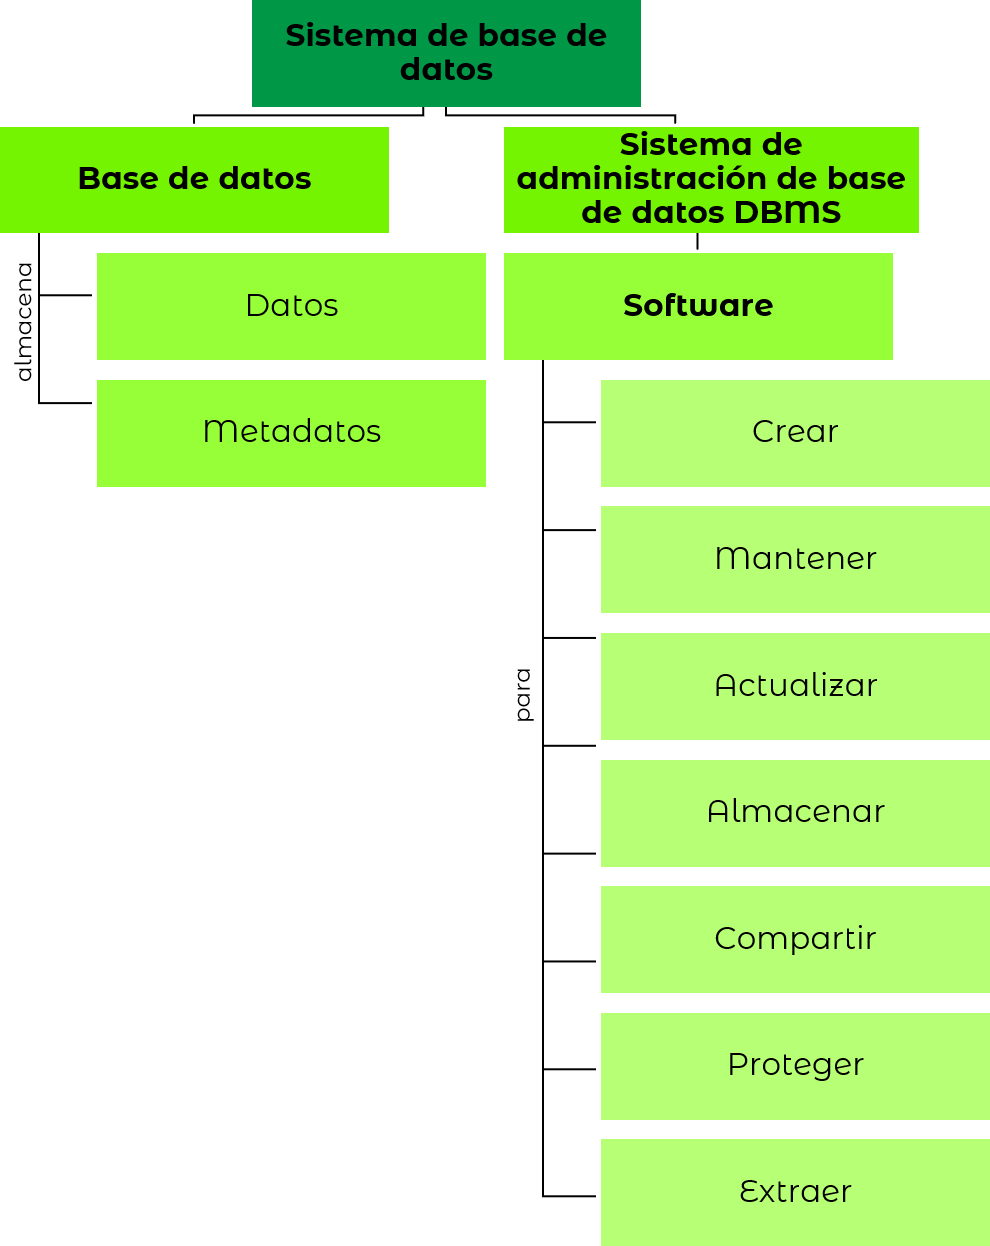 Sistema de base de
datos
Base de datos
Sistema de
administración de base
de datos DBMS
almacena
Datos
Metadatos
Software
para
Crear
Mantener
Actualizar
Almacenar
Compartir
Proteger
Extraer